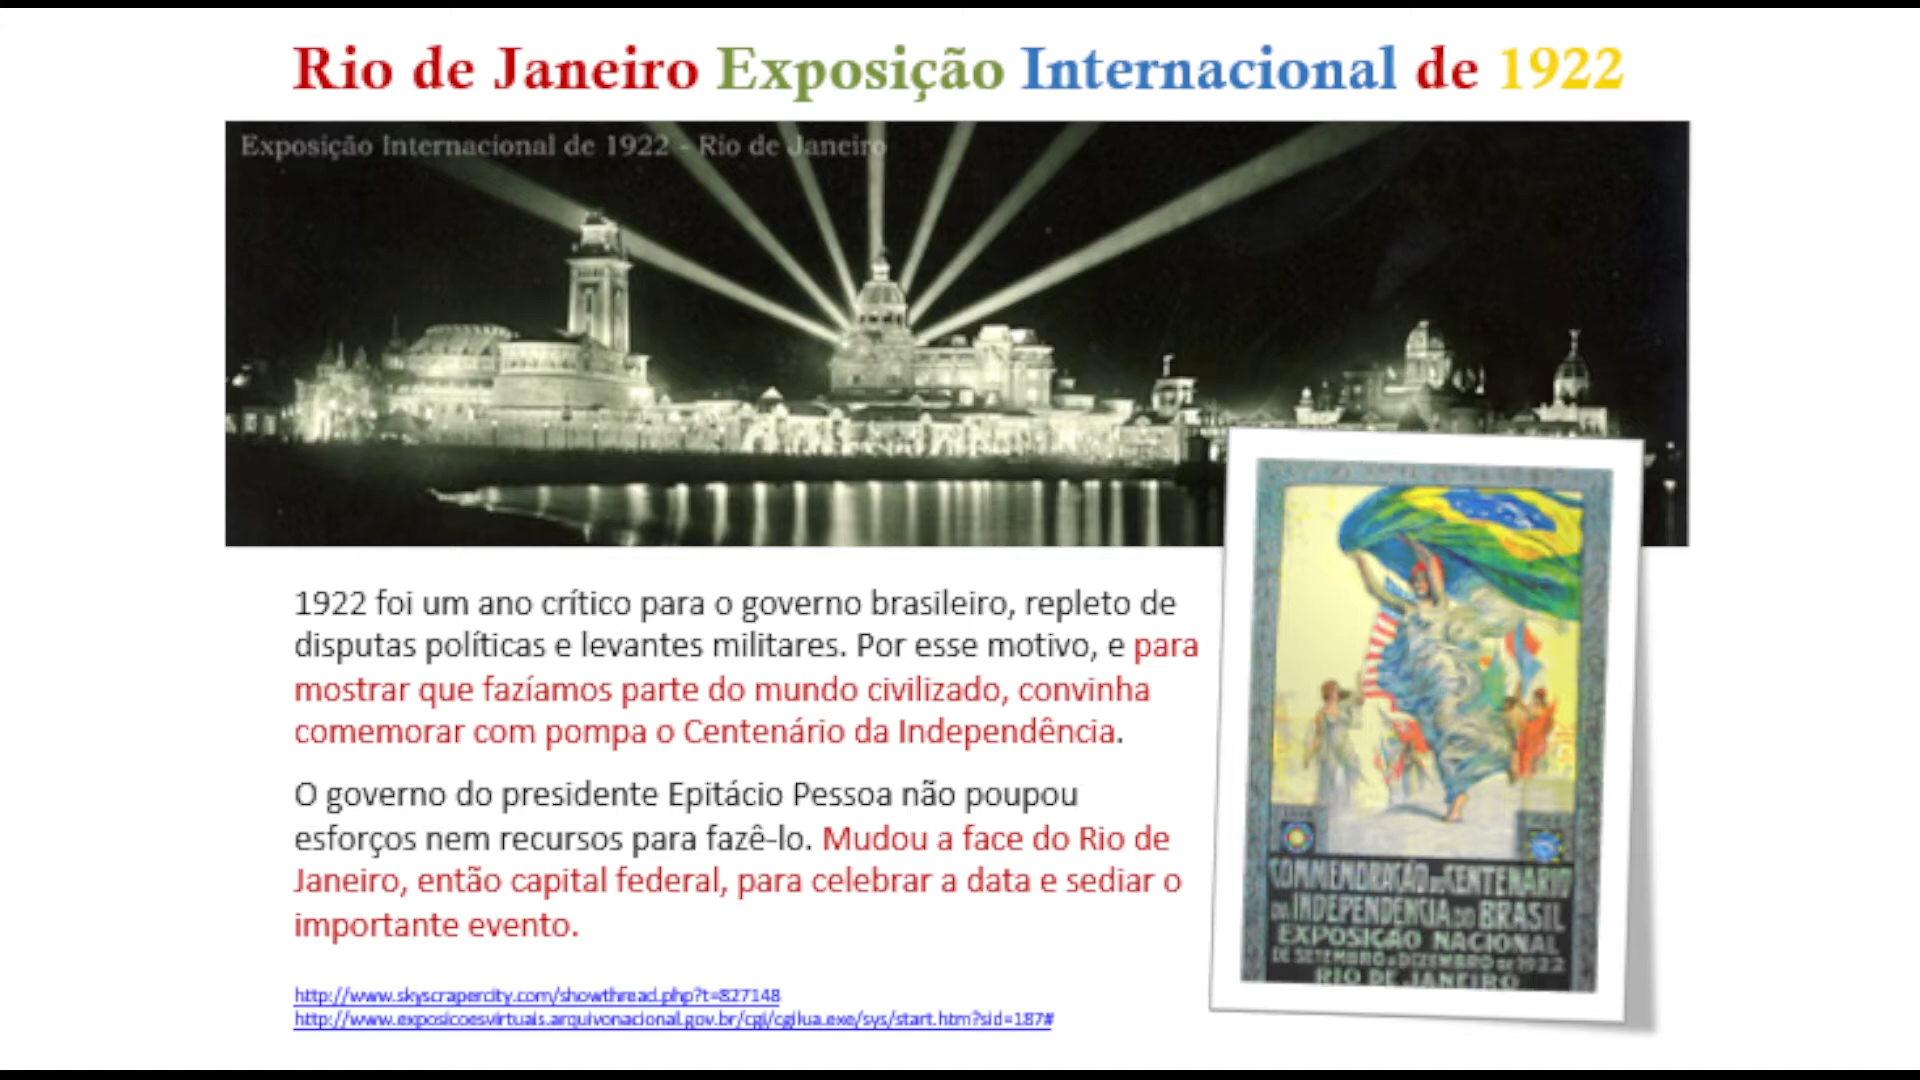 Rio de Janeiro Exposição Internacional de 1922
Exposição Internacional de 1922 - Rio de Janeiro
1922 foi um ano crítico para o governo brasileiro, repleto de
disputas políticas e levantes militares. Por esse motivo, e para
mostrar que fazíamos parte do mundo civilizado, convinha
comemorar com pompa o Centenário da Independência.
O governo do presidente Epitácio Pessoa não poupou
esforços nem recursos para fazê-lo. Mudou a face do Rio de
Janeiro, então capital federal, para celebrar a data e sediar o
importante evento.
http://www.skyscrapercity.com/showthread.php?t=827148
http://www.exposicoesvirtuais.arquivonacional.gov.br/cgi/cgilua.exe/sys/start.htm?sid=187#
COMMEMORAÇÃO DO CENTENARIO
DA INDEPENDENCIA DO BRASIL
EXPOSIÇÃO NACIONAL
DE SETEMBRO A DEZEMBRO DE 1922
RIO DE JANEIRO